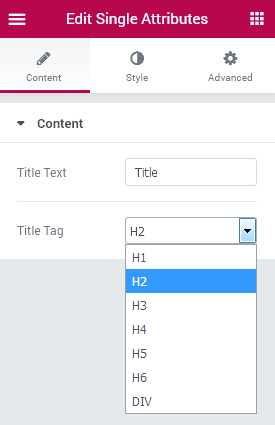 Edit Single Attributes
Content Style Advanced
Content
Title Text Title
Title Tag H2
H1
H2
H3
H4
H5
H6
DIV